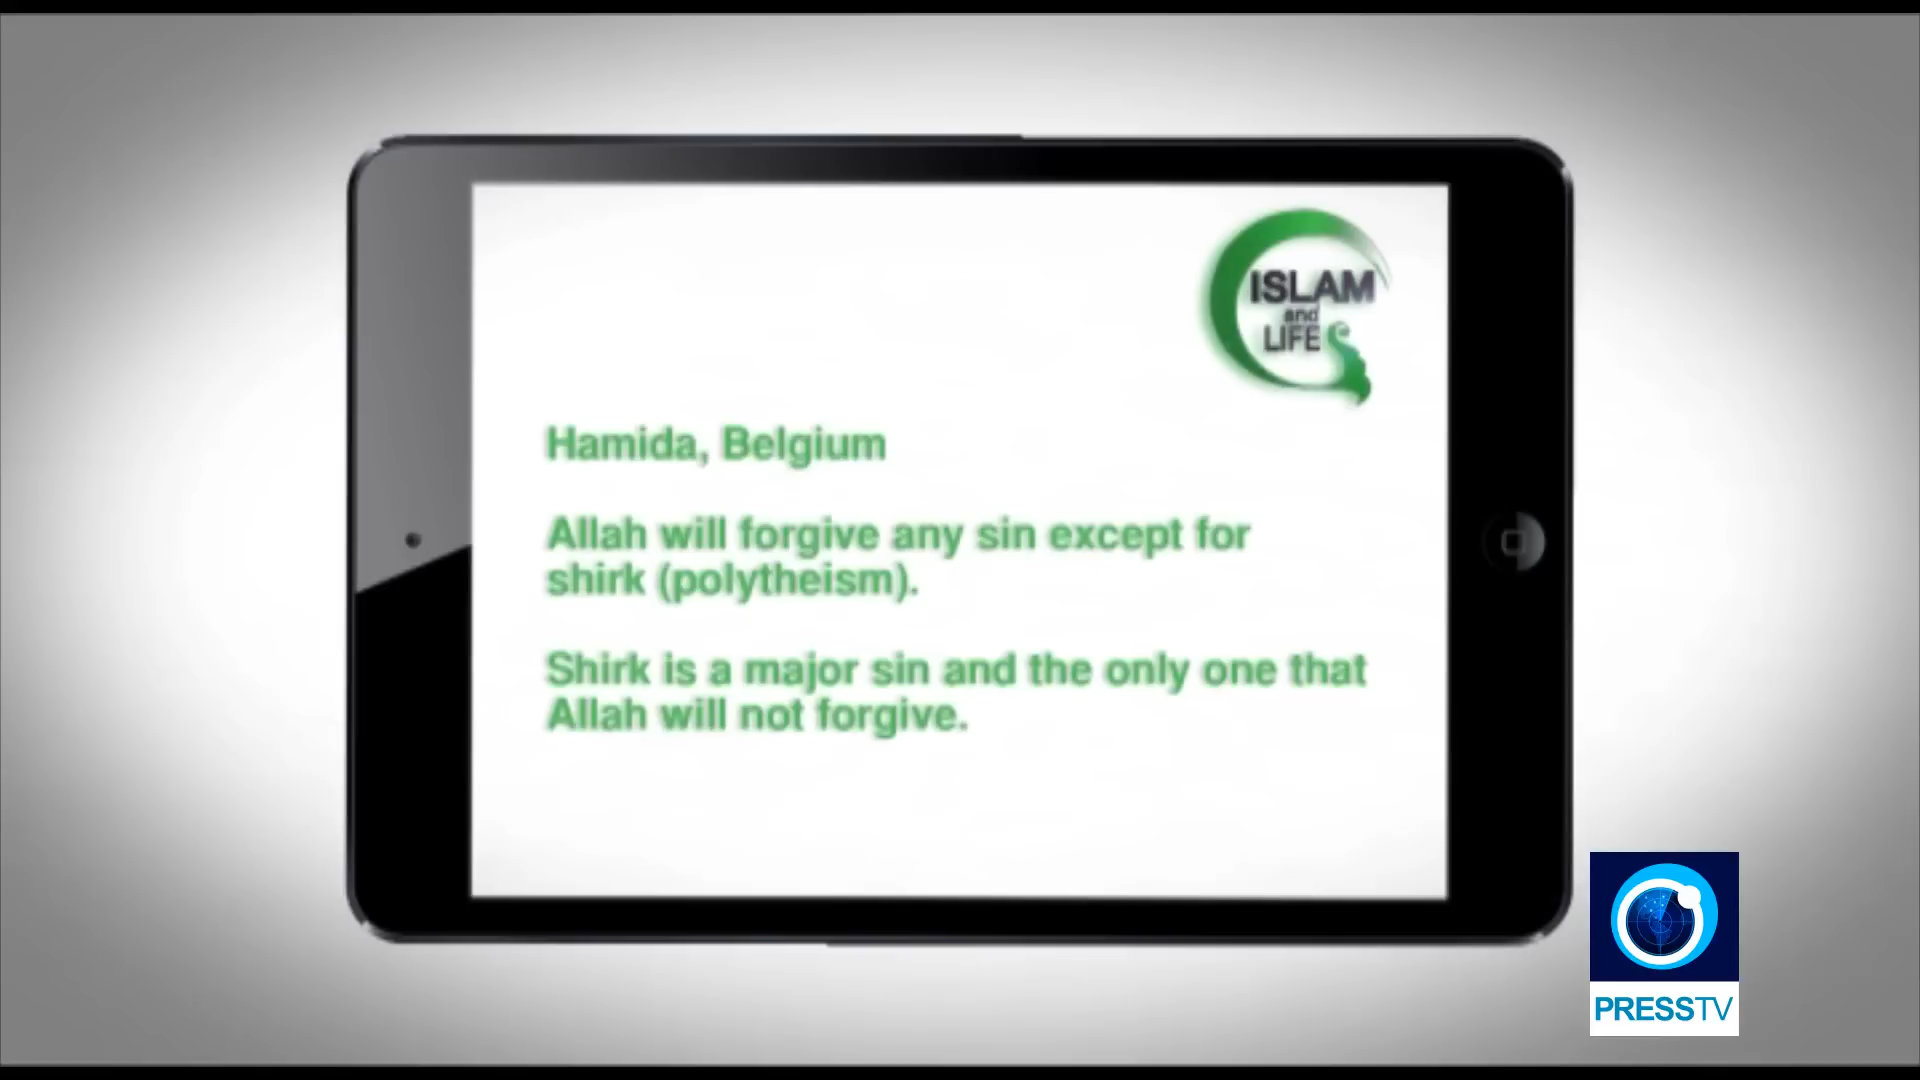 ISLAM
and
LIFE
Hamida, Belgium
Allah will forgive any sin except for
shirk (polytheism).
Shirk is a major sin and the only one that
Allah will not forgive.
PRESSTV